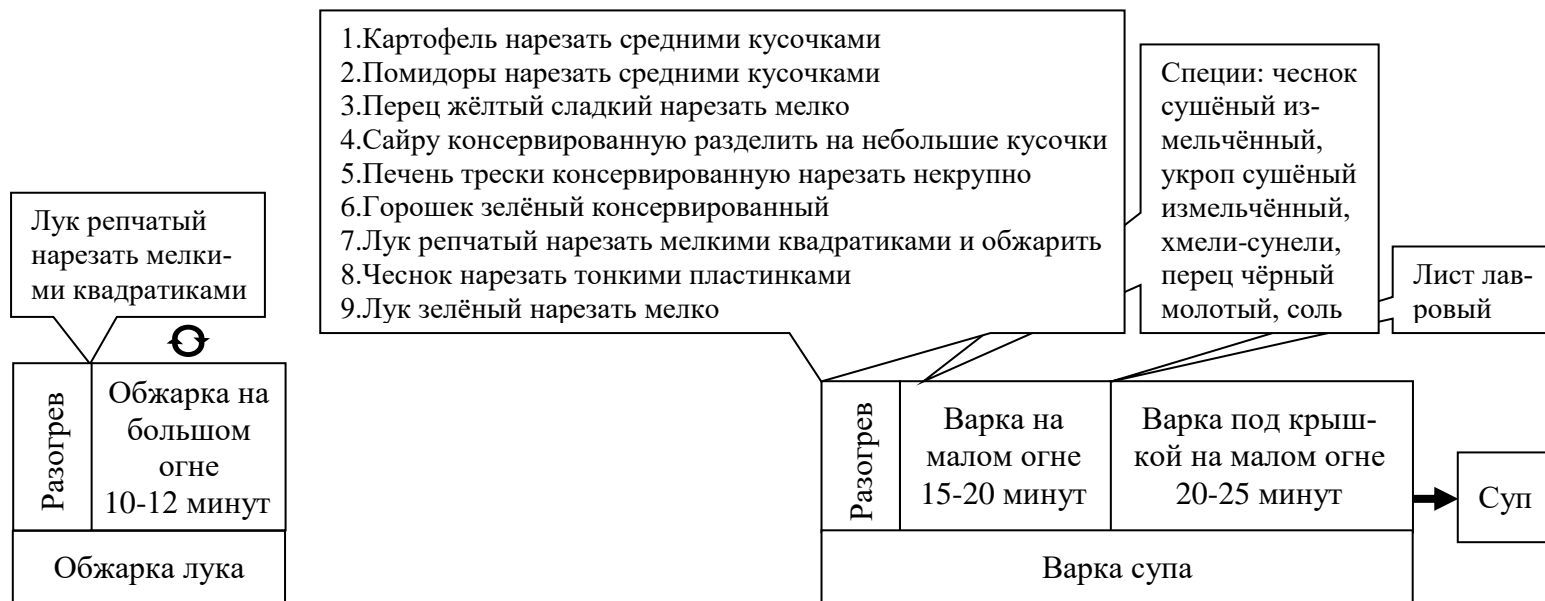 1.Картофель нарезать средними кусочками
2.Помидоры нарезать средними кусочками
3.Перец жёлтый сладкий нарезать мелко
4.Сайру консервированную разделить на небольшие кусочки
5.Печень трески консервированную нарезать некрупно
6.Горошек зелёный консервированный
7.Лук репчатый нарезать мелкими квадратиками и обжарить
8.Чеснок нарезать тонкими пластинками
9.Лук зелёный нарезать мелко
Специи: чеснок
сушёный из-
мельчённый,
укроп сушёный
измельчённый,
хмели-сунели,
перец чёрный
молотый, соль
Лук репчатый
нарезать мелки-
ми квадратиками
Лист лав-
ровый
Разогрев
Обжарка на
большом
огне
10-12 минут
Обжарка лука
Разогрев
Варка на
малом огне
15-20 минут
Варка под крыш-
кой на малом огне
20-25 минут
Суп
Варка супа